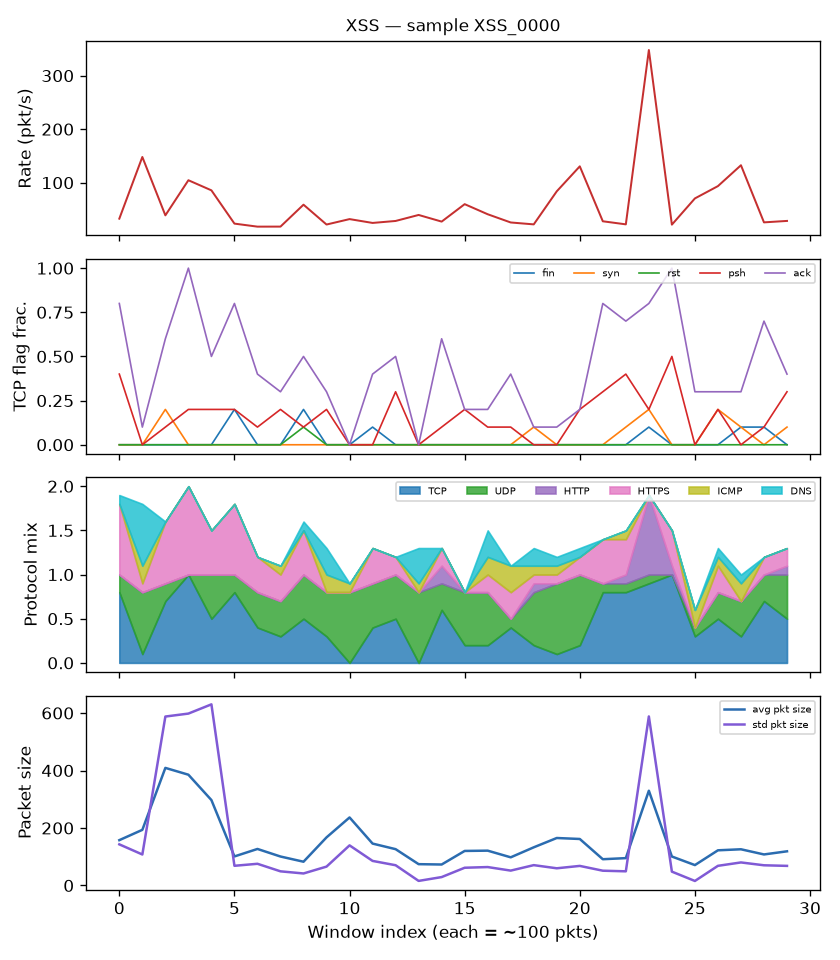 XSS — sample XSS_0000
Rate (pkt/s)
300
200
100
TCP flag frac.
1.00
0.75
0.50
0.25
0.00
fin syn rst psh ack
Protocol mix
2.0
1.5
1.0
0.5
0.0
TCP UDP HTTP HTTPS ICMP DNS
Packet size
600
400
200
0
avg pkt size
std pkt size
0 5 10 15 20 25 30
Window index (each = ~100 pkts)